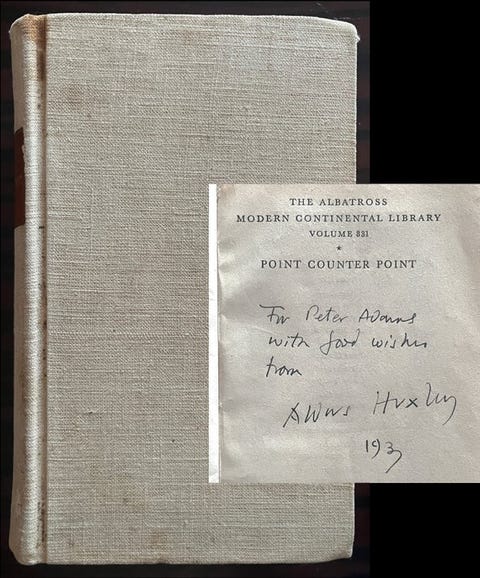 THE ALBATROSS
MODERN CONTINENTAL LIBRARY
VOLUME 331
*
POINT COUNTER POINT
For Peter Adams
with good wishes
from
Aldous Huxley
1937